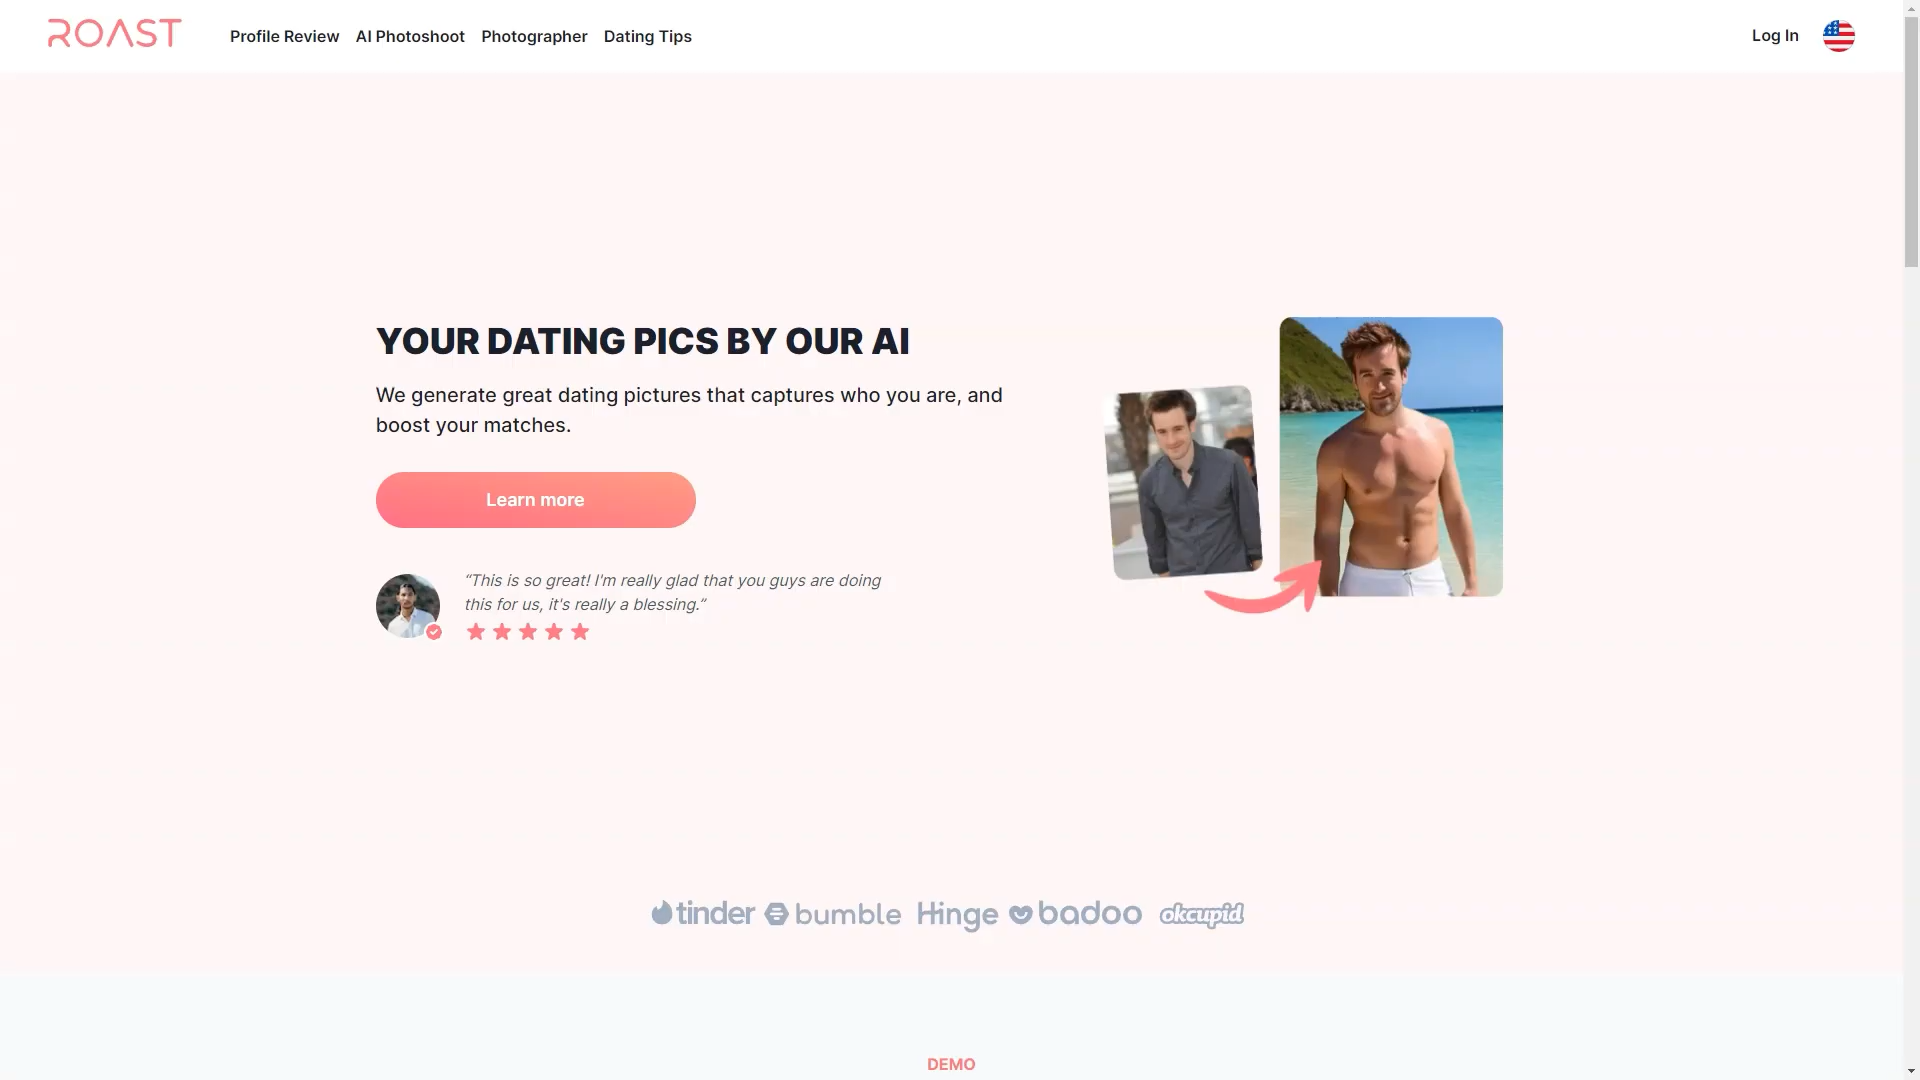 ROAST
Profile Review
AI Photoshoot
Photographer
Dating Tips
Log In
YOUR DATING PICS BY OUR AI
We generate great dating pictures that captures who you are, and
boost your matches.
Learn more
“This is so great! I'm really glad that you guys are doing
this for us, it's really a blessing.”
tinder
bumble
Hinge
badoo
okcupid
DEMO